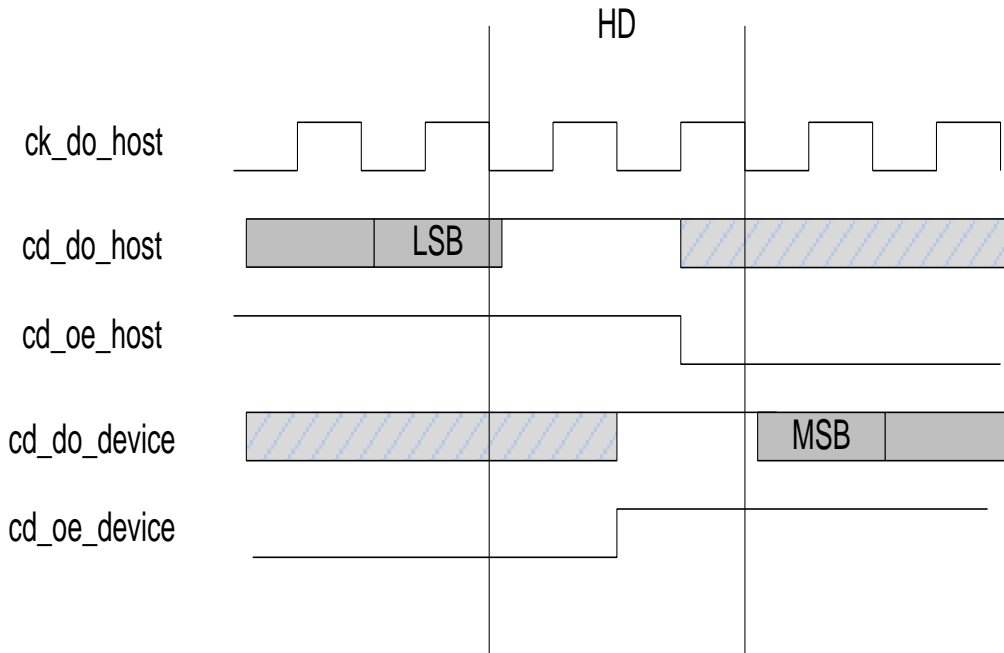 HD
ck_do_host
cd_do_host
LSB
cd_oe_host
cd_do_device
MSB
cd_oe_device